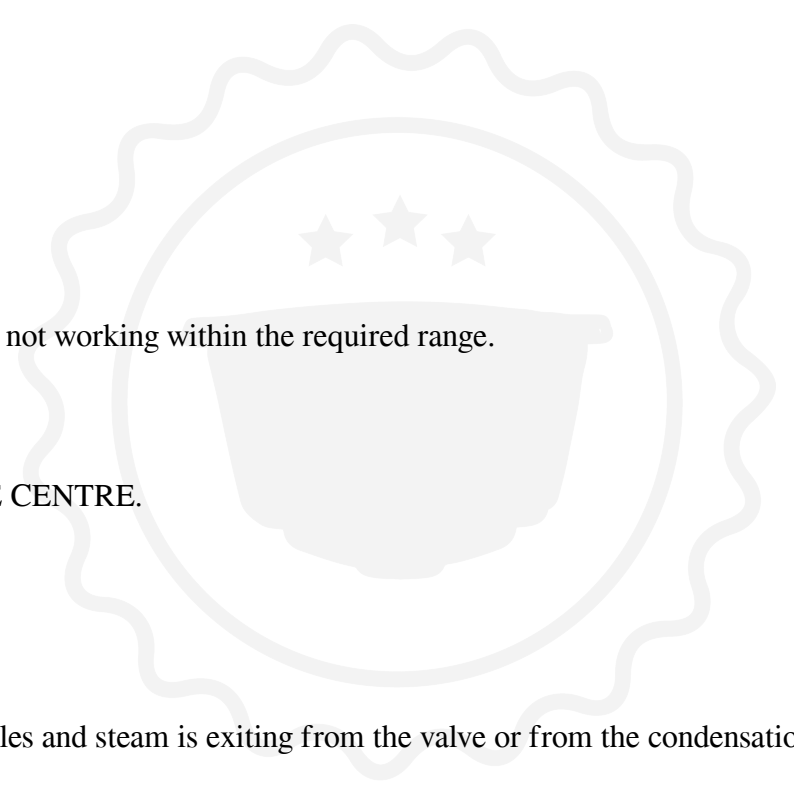 not working within the required range.
CENTRE.
les and steam is exiting from the valve or from the condensatio